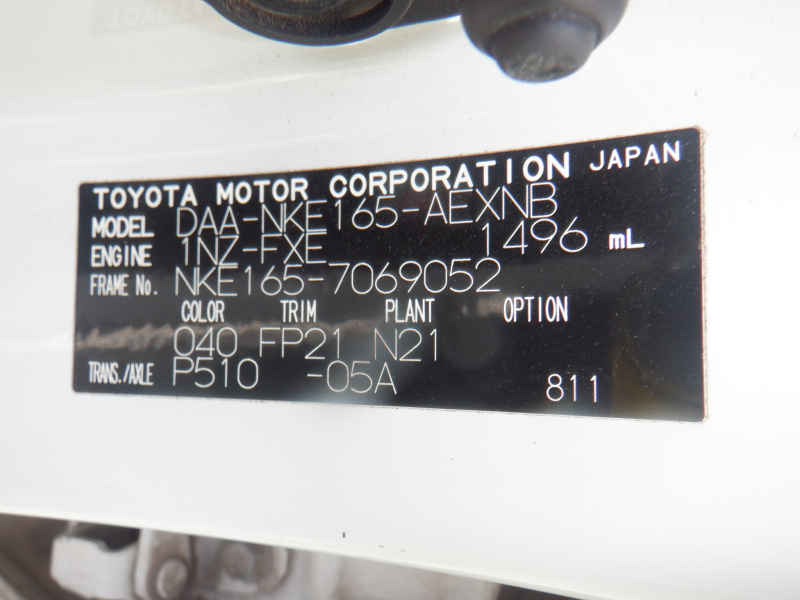 TOYOTA MOTOR CORPORATION JAPAN
MODEL DAA-NKE165-AEXNB
ENGINE 1NZ-FXE 1496 mL
FRAME No. NKE165-7069052
COLOR TRIM PLANT OPTION
040 FP21 N21
TRANS./AXLE P510 -05A 811